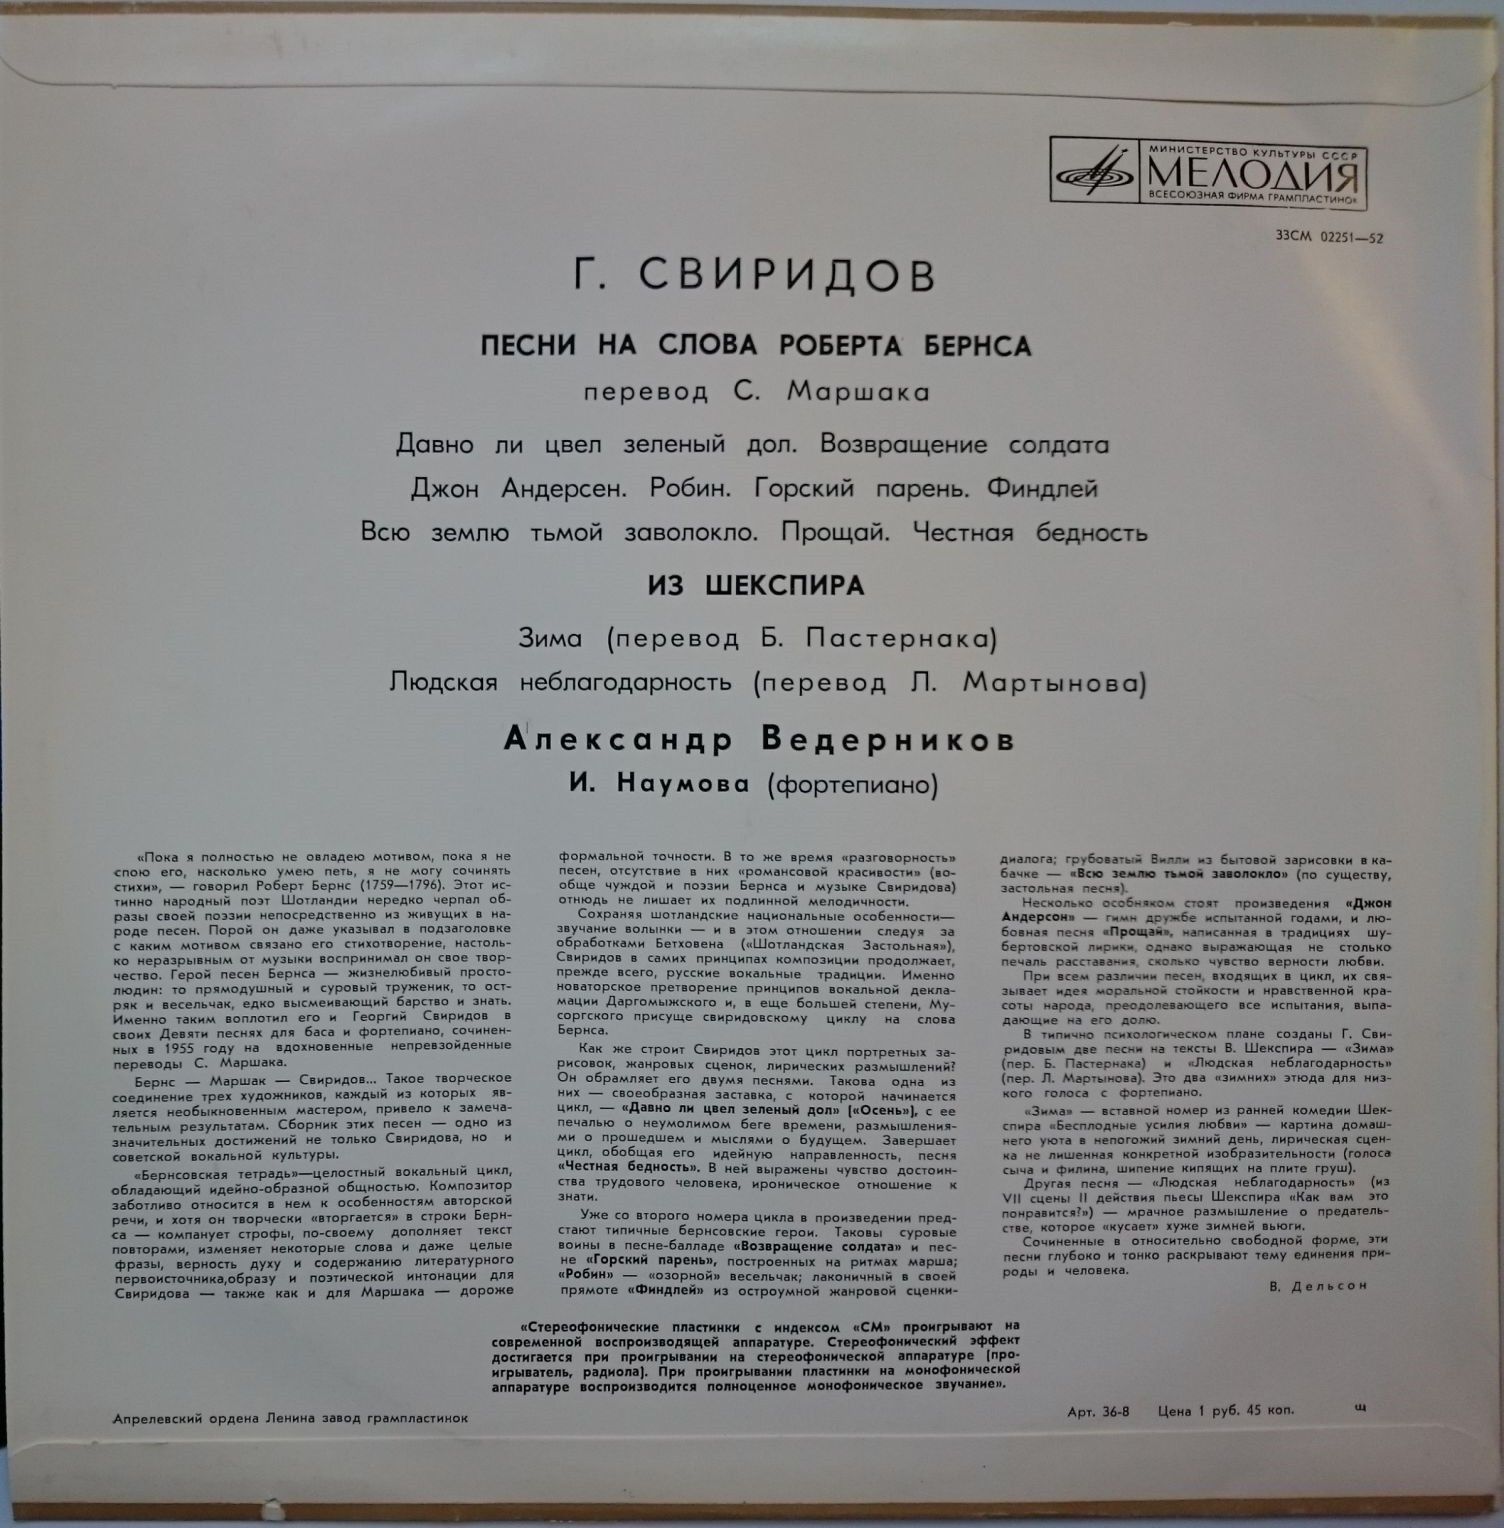 МИНИСТЕРСТВО КУЛЬТУРЫ СССР
МЕЛОДИЯ
ВСЕСОЮЗНАЯ ФИРМА ГРАМПЛАСТИНОК
33СМ 02251—52
Г. СВИРИДОВ
ПЕСНИ НА СЛОВА РОБЕРТА БЕРНСА
перевод С. Маршака
Давно ли цвел зеленый дол. Возвращение солдата
Джон Андерсен. Робин. Горский парень. Финдлей
Всю землю тьмой заволокло. Прощай. Честная бедность
ИЗ ШЕКСПИРА
Зима (перевод Б. Пастернака)
Людская неблагодарность (перевод Л. Мартынова)
Александр Ведерников
И. Наумова (фортепиано)
«Пока я полностью не овладею мотивом, пока я не
спою его, насколько умею петь, я не могу сочинять
стихи», — говорил Роберт Бернс (1759—1796). Этот ис-
тинно народный поэт Шотландии нередко черпал об-
разы своей поэзии непосредственно из живущих в на-
роде песен. Порой он даже указывал в подзаголовке
с каким мотивом связано его стихотворение, настоль-
ко неразрывным от музыки воспринимал он свое твор-
чество. Герой песен Бернса — жизнелюбивый просто-
людин: то прямодушный и суровый труженик, то ост-
ряк и весельчак, едко высмеивающий барство и знать.
Именно таким воплотил его и Георгий Свиридов в
своих Девяти песнях для баса и фортепиано, сочинен-
ных в 1955 году на вдохновенные непревзойденные
переводы С. Маршака.
Бернс — Маршак — Свиридов... Такое творческое
соединение трех художников, каждый из которых яв-
ляется необыкновенным мастером, привело к замеча-
тельным результатам. Сборник этих песен — одно из
значительных достижений не только Свиридова, но и
советской вокальной культуры.
«Бернсовская тетрадь»—целостный вокальный цикл,
обладающий идейно-образной общностью. Композитор
заботливо относится в нем к особенностям авторской
речи, и хотя он творчески «вторгается» в строки Берн-
са — компанует строфы, по-своему дополняет текст
повторами, изменяет некоторые слова и даже целые
фразы, верность духу и содержанию литературного
первоисточника,образу и поэтической интонации для
Свиридова — также как и для Маршака — дороже
формальной точности. В то же время «разговорность»
песен, отсутствие в них «романсовой красивости» (во-
обще чуждой и поэзии Бернса и музыке Свиридова)
отнюдь не лишает их подлинной мелодичности.
Сохраняя шотландские национальные особенности—
звучание волынки — и в этом отношении следуя за
обработками Бетховена («Шотландская Застольная»),
Свиридов в самих принципах композиции продолжает,
прежде всего, русские вокальные традиции. Именно
новаторское претворение принципов вокальной декла-
мации Даргомыжского и, в еще большей степени, Му-
соргского присуще свиридовскому циклу на слова
Бернса.
Как же строит Свиридов этот цикл портретных за-
рисовок, жанровых сценок, лирических размышлений?
Он обрамляет его двумя песнями. Такова одна из
них — своеобразная заставка, с которой начинается
цикл, — «Давно ли цвел зеленый дол» («Осень»), с ее
печалью о неумолимом беге времени, размышления-
ми о прошедшем и мыслями о будущем. Завершает
цикл, обобщая его идейную направленность, песня
«Честная бедность». В ней выражены чувство достоин-
ства трудового человека, ироническое отношение к
знати.
Уже со второго номера цикла в произведении пред-
стают типичные бернсовские герои. Таковы суровые
воины в песне-балладе «Возвращение солдата» и пес-
не «Горский парень», построенных на ритмах марша;
«Робин» — «озорной» весельчак; лаконичный в своей
прямоте «Финдлей» из остроумной жанровой сценки-
диалога; грубоватый Вилли из бытовой зарисовки в ка-
бачке — «Всю землю тьмой заволокло» (по существу,
застольная песня).
Несколько особняком стоят произведения «Джон
Андерсон» — гимн дружбе испытанной годами, и лю-
бовная песня «Прощай», написанная в традициях шу-
бертовской лирики, однако выражающая не столько
печаль расставания, сколько чувство верности любви.
При всем различии песен, входящих в цикл, их свя-
зывает идея моральной стойкости и нравственной кра-
соты народа, преодолевающего все испытания, выпа-
дающие на его долю.
В типично психологическом плане созданы Г. Сви-
ридовым две песни на тексты В. Шекспира — «Зима»
(пер. Б. Пастернака) и «Людская неблагодарность»
(пер. Л. Мартынова). Это два «зимних» этюда для низ-
кого голоса с фортепиано.
«Зима» — вставной номер из ранней комедии Шек-
спира «Бесплодные усилия любви» — картина домаш-
него уюта в непогожий зимний день, лирическая сцен-
ка не лишенная конкретной изобразительности (голоса
сыча и филина, шипение кипящих на плите груш).
Другая песня — «Людская неблагодарность» (из
VII сцены II действия пьесы Шекспира «Как вам это
понравится?») — мрачное размышление о предатель-
стве, которое «кусает» хуже зимней вьюги.
Сочиненные в относительно свободной форме, эти
песни глубоко и тонко раскрывают тему единения при-
роды и человека.
В. Дельсон
«Стереофонические пластинки с индексом «СМ» проигрывают на
современной воспроизводящей аппаратуре. Стереофонический эффект
достигается при проигрывании на стереофонической аппаратуре (про-
игрыватель, радиола). При проигрывании пластинки на монофонической
аппаратуре воспроизводится полноценное монофоническое звучание».
Апрелевский ордена Ленина завод грампластинок
Арт. 36-8 Цена 1 руб. 45 коп. щ